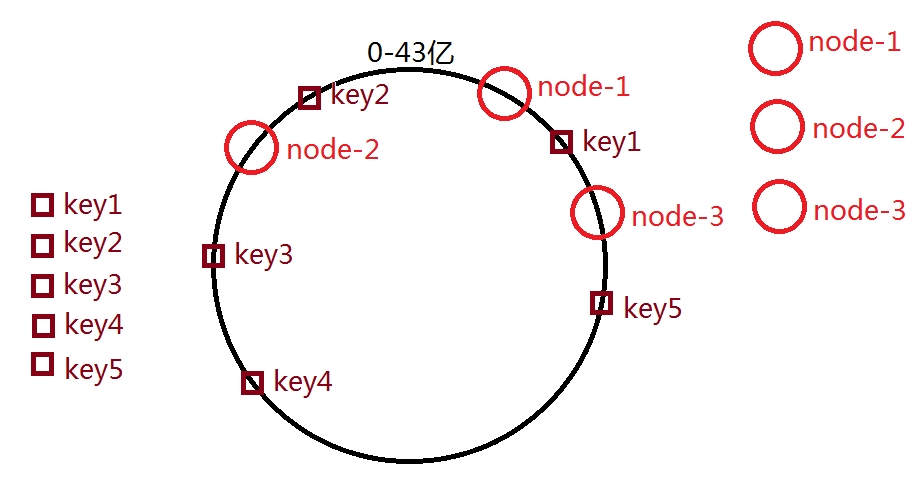 0-43亿
key2
node-1
node-2
key1
node-3
key3
key5
key4
key1
key2
key3
key4
key5
node-1
node-2
node-3